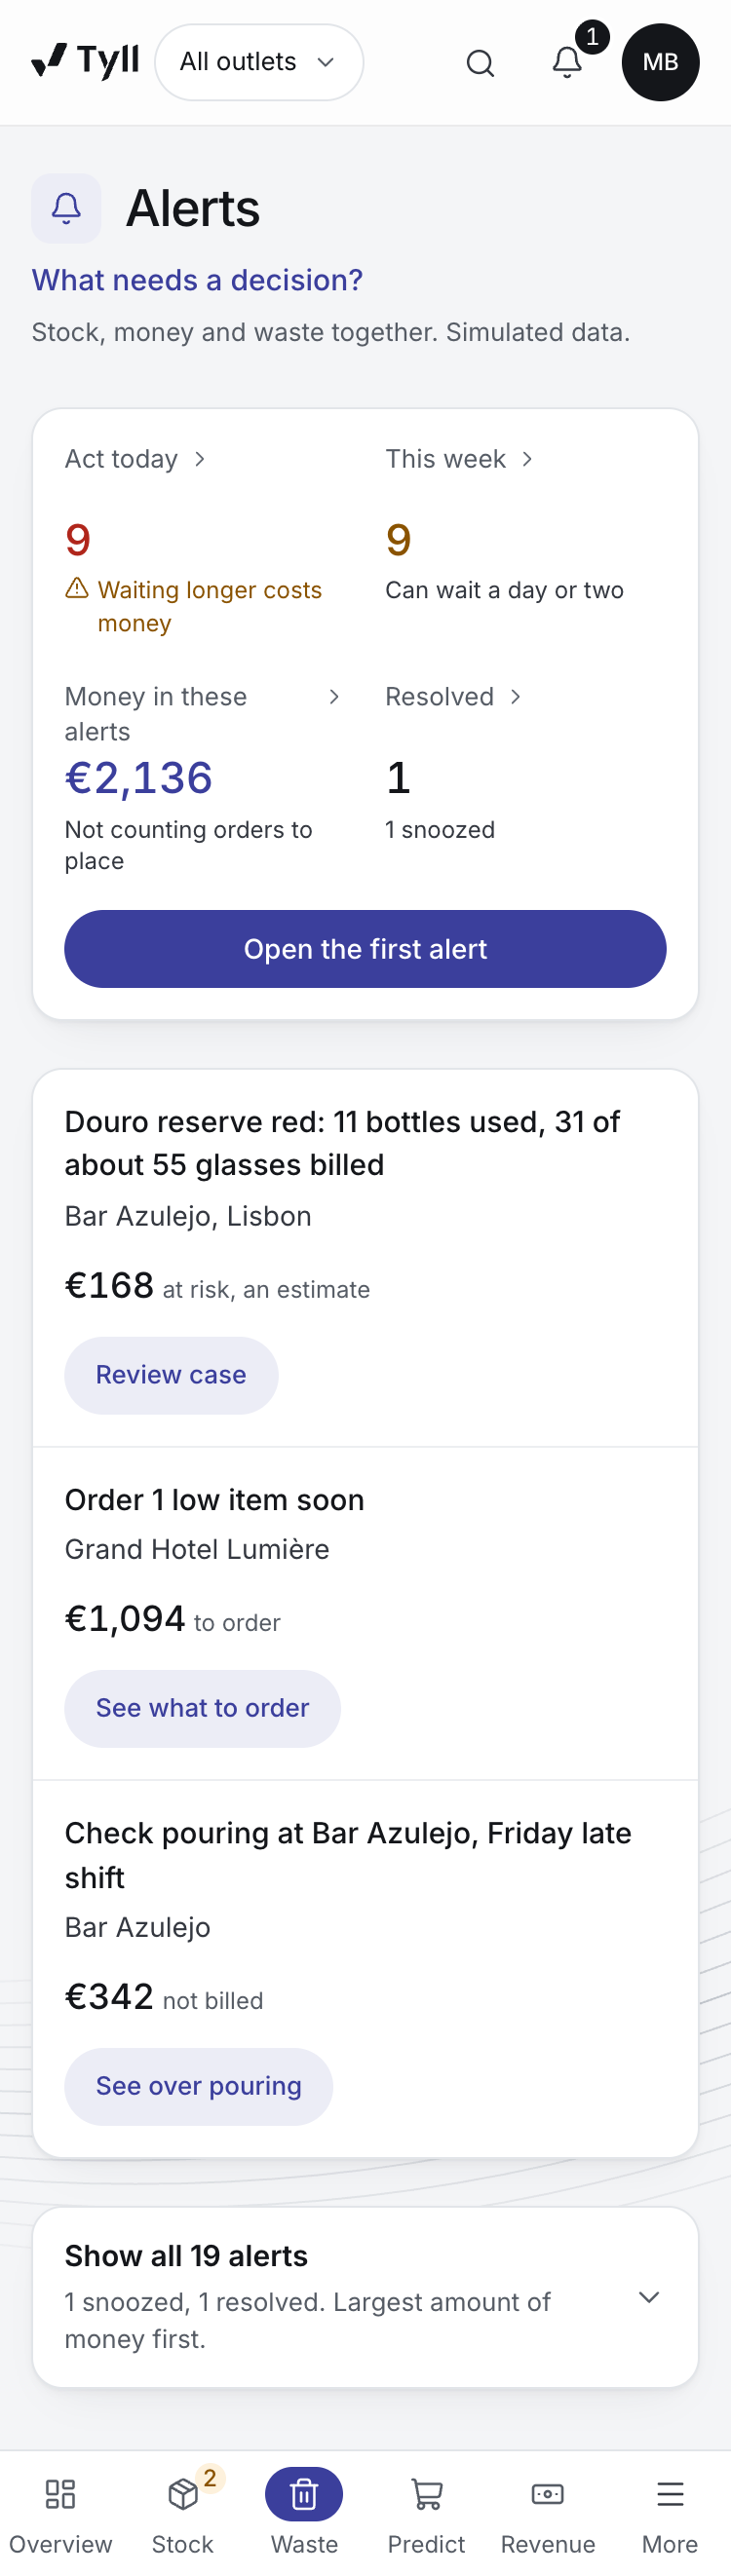 Tyll
All outlets
1
MB
Alerts
What needs a decision?
Stock, money and waste together. Simulated data.
Act today
9
Waiting longer costs
money
This week
9
Can wait a day or two
Money in these
alerts
€2,136
Not counting orders to
place
Resolved
1
1 snoozed
Open the first alert
Douro reserve red: 11 bottles used, 31 of
about 55 glasses billed
Bar Azulejo, Lisbon
€168 at risk, an estimate
Review case
Order 1 low item soon
Grand Hotel Lumière
€1,094 to order
See what to order
Check pouring at Bar Azulejo, Friday late
shift
Bar Azulejo
€342 not billed
See over pouring
Show all 19 alerts
1 snoozed, 1 resolved. Largest amount of
money first.
2
Overview
Stock
Waste
Predict
Revenue
More